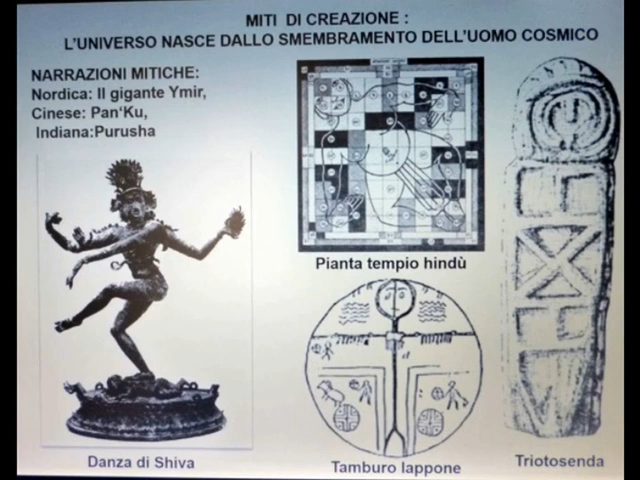 MITI DI CREAZIONE :
L'UNIVERSO NASCE DALLO SMEMBRAMENTO DELL'UOMO COSMICO
NARRAZIONI MITICHE:
Nordica: Il gigante Ymir,
Cinese: Pan'Ku,
Indiana:Purusha
Pianta tempio hindù
Danza di Shiva
Tamburo lappone
Triotosenda